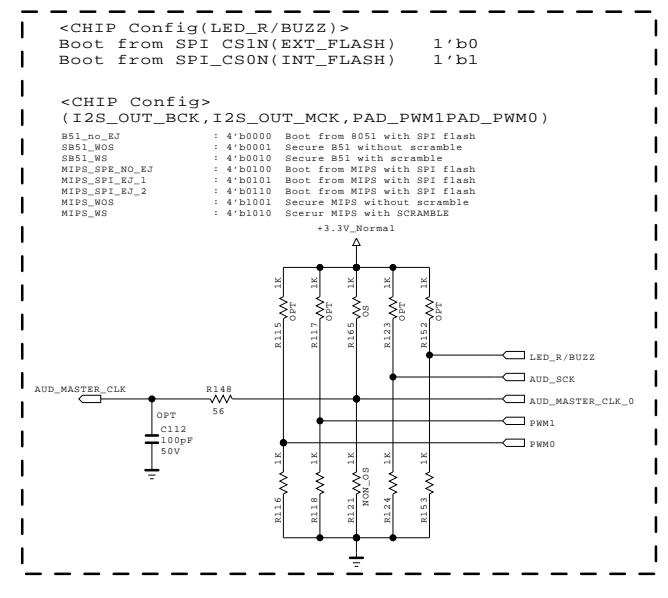 <CHIP Config(LED_R/BUZZ)>
Boot from SPI CS1N(EXT_FLASH) 1'b0
Boot from SPI_CS0N(INT_FLASH) 1'b1
<CHIP Config>
(I2S_OUT_BCK,I2S_OUT_MCK,PAD_PWM1PAD_PWM0)
B51_no_EJ : 4'b0000 Boot from 8051 with SPI flash
SB51_WOS : 4'b0001 Secure B51 without scramble
SB51_WS : 4'b0010 Secure B51 with scramble
MIPS_SPE_NO_EJ : 4'b0100 Boot from MIPS with SPI flash
MIPS_SPI_EJ_1 : 4'b0101 Boot from MIPS with SPI flash
MIPS_SPI_EJ_2 : 4'b0110 Boot from MIPS with SPI flash
MIPS_WOS : 4'b1001 Secure MIPS without scramble
MIPS_WS : 4'b1010 Scerur MIPS with SCRAMBLE
+3.3V_Normal
1K 1K 1K 1K 1K
OPT OPT OS OPT OPT
R115 R117 R165 R123 R152
LED_R/BUZZ
AUD_SCK
AUD_MASTER_CLK
R148
56
AUD_MASTER_CLK_0
OPT
C112
100pF
50V
PWM1
PWM0
1K 1K 1K 1K 1K
NON_OS
R116 R118 R121 R124 R153